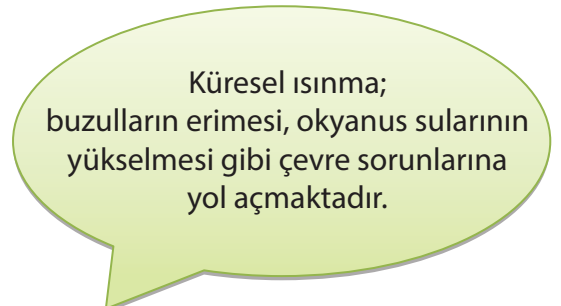 Küresel ısınma;
buzulların erimesi, okyanus sularının
yükselmesi gibi çevre sorunlarına
yol açmaktadır.